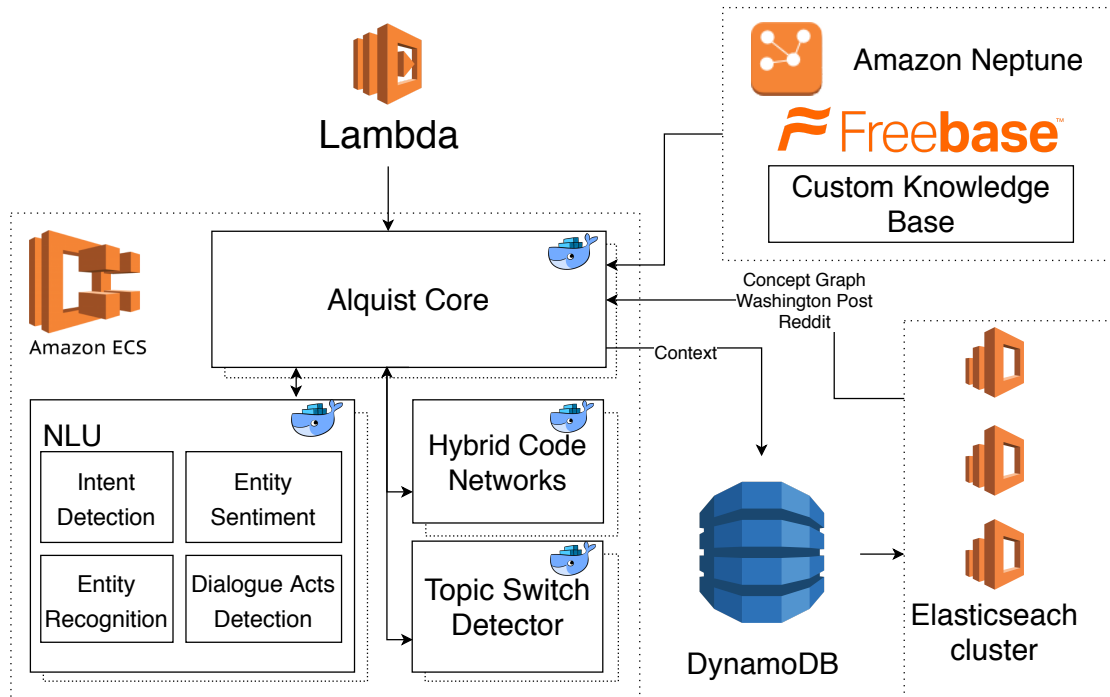 Lambda
Amazon Neptune
Freebase™
Custom Knowledge
Base
Amazon ECS
Alquist Core
Concept Graph
Washington Post
Reddit
Context
NLU
Intent
Detection
Entity
Sentiment
Entity
Recognition
Dialogue Acts
Detection
Hybrid Code
Networks
Topic Switch
Detector
DynamoDB
Elasticseach
cluster